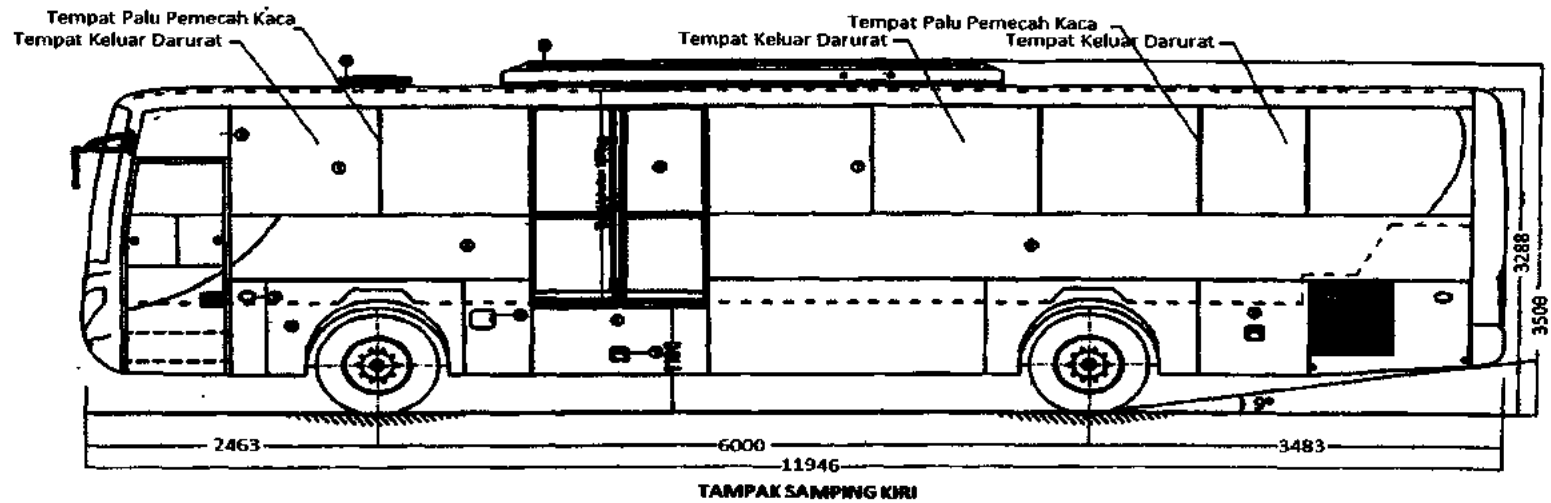 Tempat Palu Pemecah Kaca
Tempat Keluar Darurat
Tempat Palu Pemecah Kaca
Tempat Keluar Darurat
Tempat Keluar Darurat
3288
3508
9°
2463
6000
3483
11946
TAMPAK SAMPING KIRI